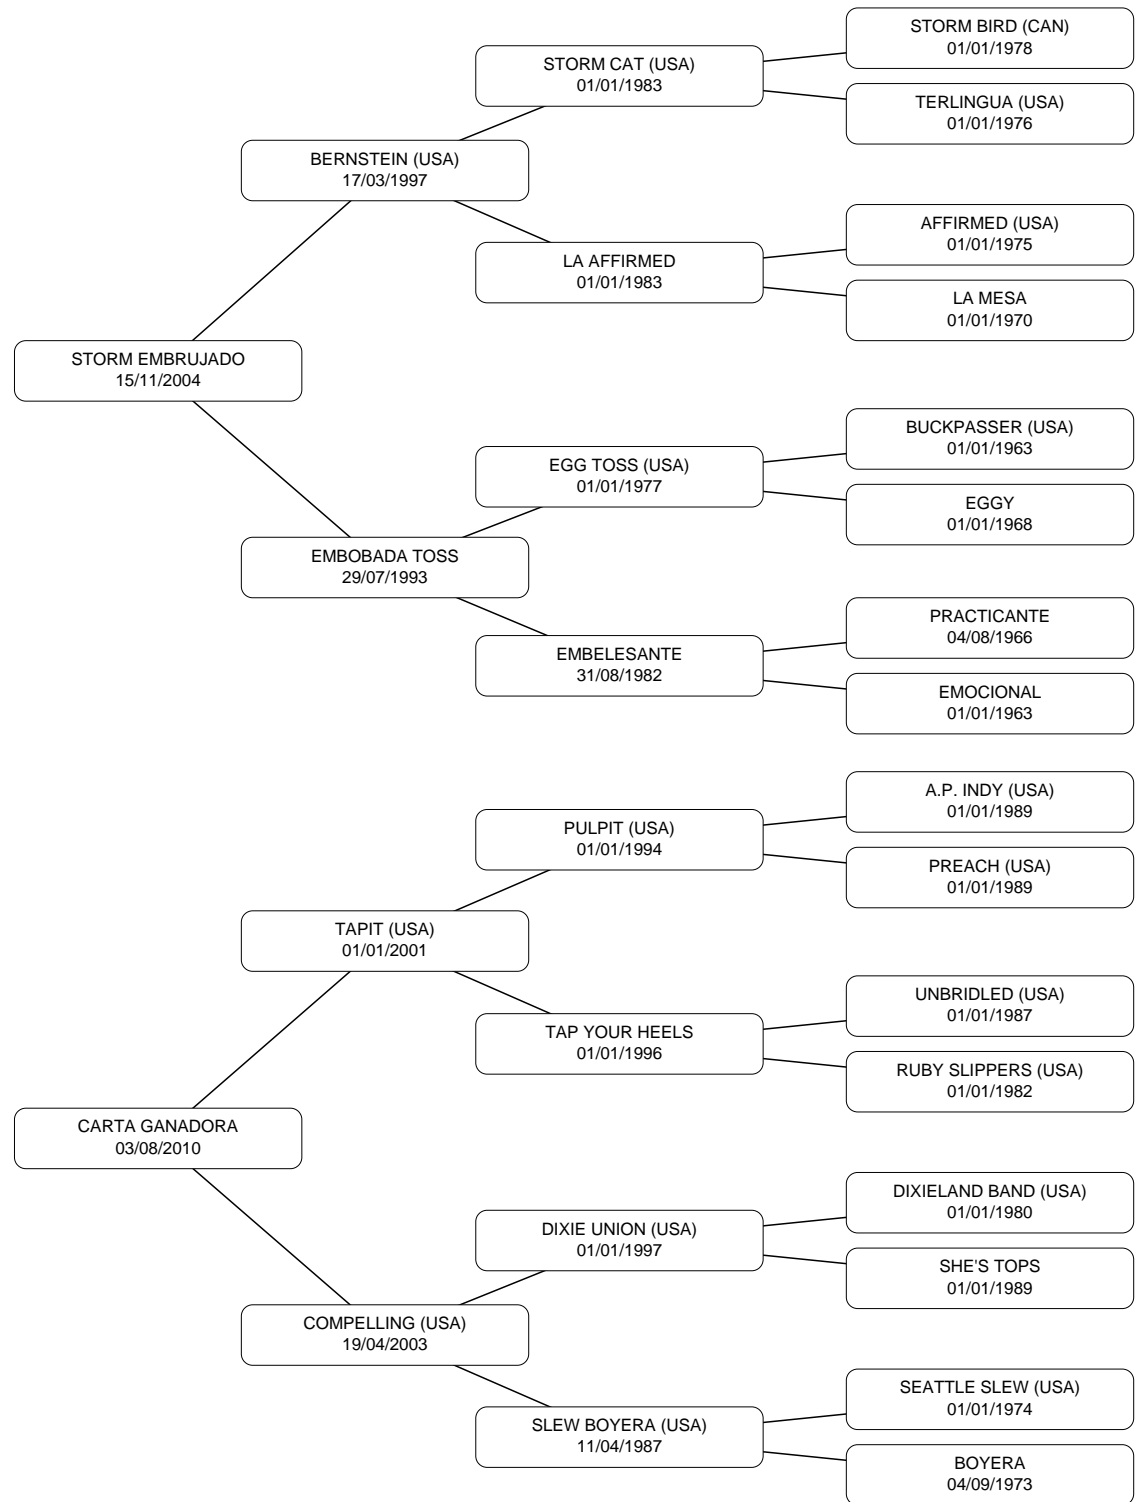 STORM BIRD (CAN)
01/01/1978
STORM CAT (USA)
01/01/1983
TERLINGUA (USA)
01/01/1976
BERNSTEIN (USA)
17/03/1997
AFFIRMED (USA)
01/01/1975
LA AFFIRMED
01/01/1983
LA MESA
01/01/1970
STORM EMBRUJADO
15/11/2004
BUCKPASSER (USA)
01/01/1963
EGG TOSS (USA)
01/01/1977
EGGY
01/01/1968
EMBOBADA TOSS
29/07/1993
PRACTICANTE
04/08/1966
EMBELESANTE
31/08/1982
EMOCIONAL
01/01/1963
A.P. INDY (USA)
01/01/1989
PULPIT (USA)
01/01/1994
PREACH (USA)
01/01/1989
TAPIT (USA)
01/01/2001
UNBRIDLED (USA)
01/01/1987
TAP YOUR HEELS
01/01/1996
RUBY SLIPPERS (USA)
01/01/1982
CARTA GANADORA
03/08/2010
DIXIELAND BAND (USA)
01/01/1980
DIXIE UNION (USA)
01/01/1997
SHE'S TOPS
01/01/1989
COMPELLING (USA)
19/04/2003
SEATTLE SLEW (USA)
01/01/1974
SLEW BOYERA (USA)
11/04/1987
BOYERA
04/09/1973